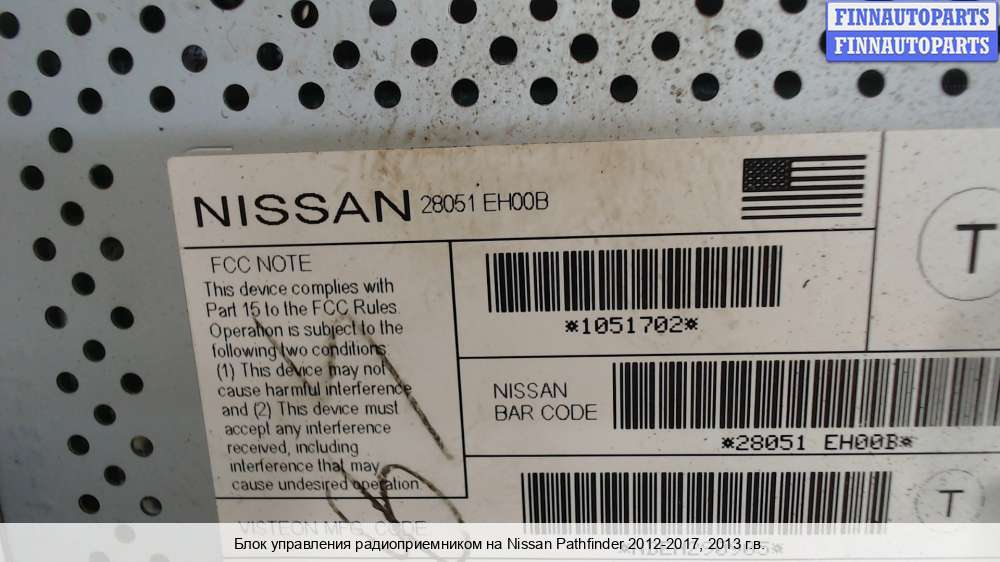 FINNAUTOPARTS
FINNAUTOPARTS
NISSAN 28051 EH00B
FCC NOTE
This device complies with
Part 15 to the FCC Rules.
Operation is subject to the
following two conditions.
(1) This device may not
cause harmful interference
and (2) This device must
accept any interference
received, including
interference that may
cause undesired operation
*1051702*
T
NISSAN
BAR CODE
*28051 EH00B*
T
VISTEON MFG. CODE
Блок управления радиоприемником на Nissan Pathfinder 2012-2017, 2013 г.в.